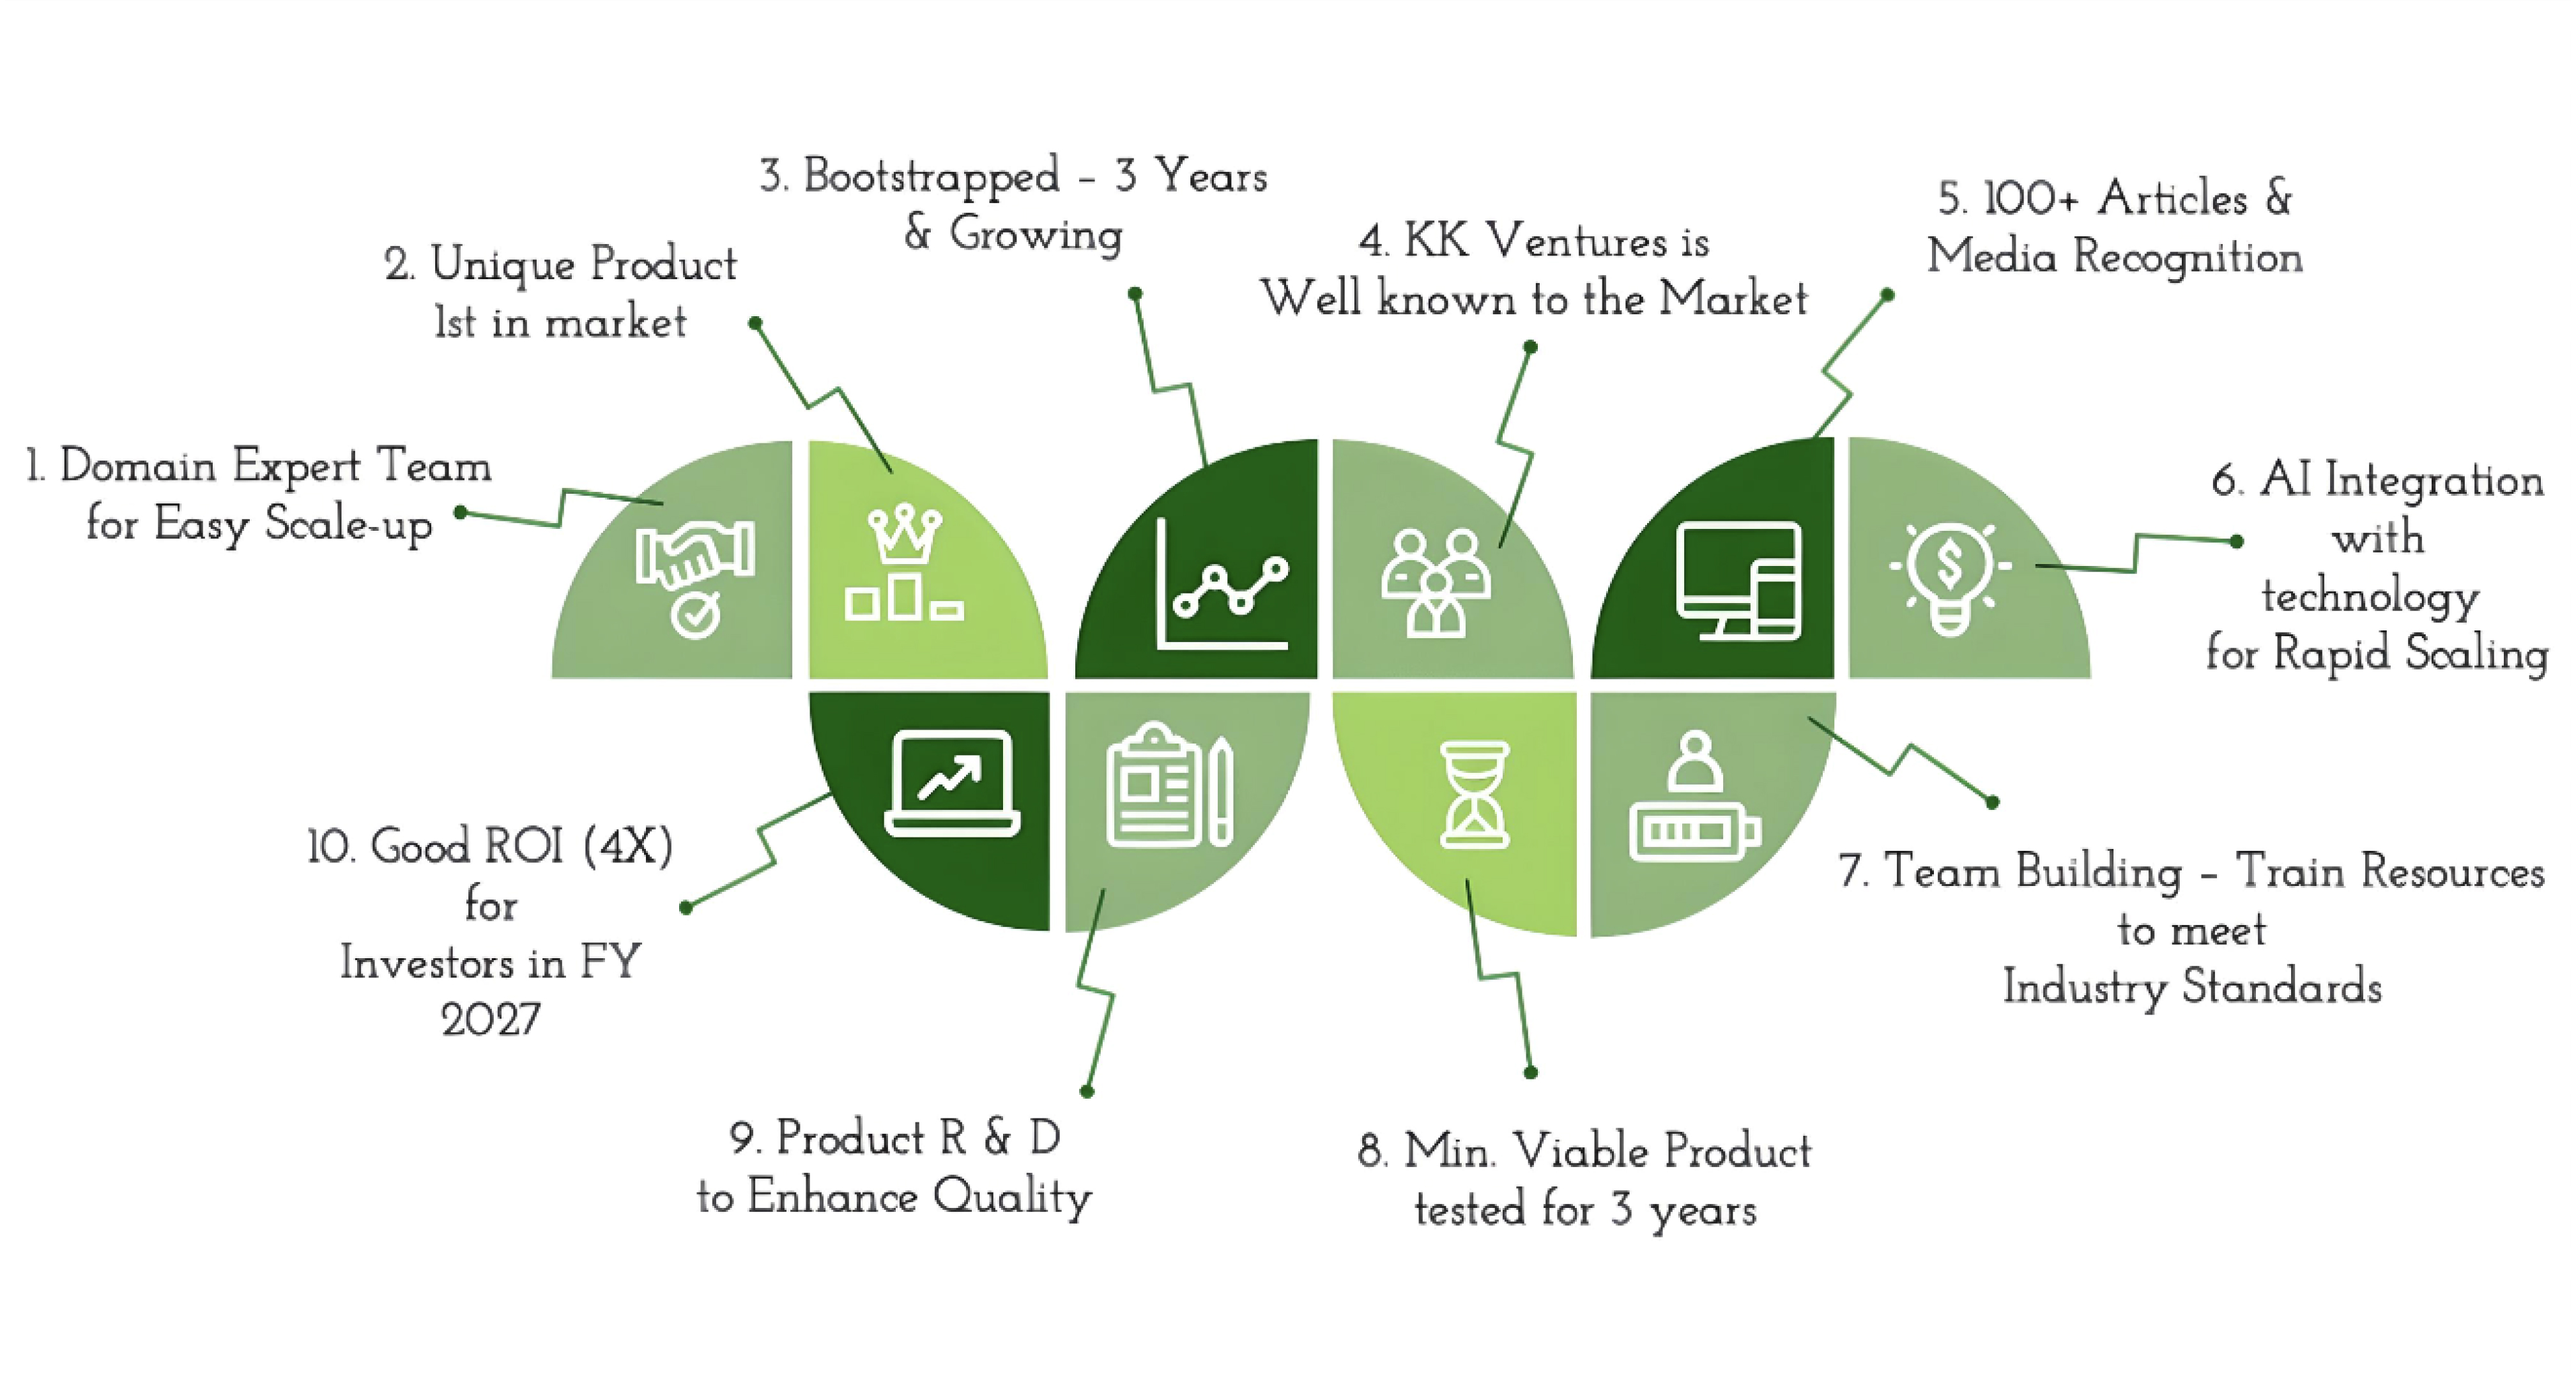 1. Domain Expert Team
for Easy Scale-up
2. Unique Product
1st in market
3. Bootstrapped - 3 Years
& Growing
4. KK Ventures is
Well known to the Market
5. 100+ Articles &
Media Recognition
6. AI Integration
with
technology
for Rapid Scaling
7. Team Building - Train Resources
to meet
Industry Standards
8. Min. Viable Product
tested for 3 years
9. Product R & D
to Enhance Quality
10. Good ROI (4X)
for
Investors in FY
2027